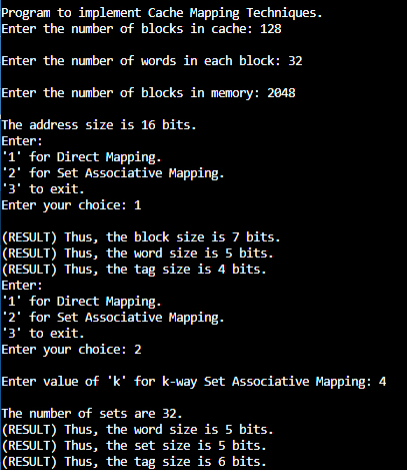 Program to implement Cache Mapping Techniques.
Enter the number of blocks in cache: 128
Enter the number of words in each block: 32
Enter the number of blocks in memory: 2048
The address size is 16 bits.
Enter:
'1' for Direct Mapping.
'2' for Set Associative Mapping.
'3' to exit.
Enter your choice: 1
(RESULT) Thus, the block size is 7 bits.
(RESULT) Thus, the word size is 5 bits.
(RESULT) Thus, the tag size is 4 bits.
Enter:
'1' for Direct Mapping.
'2' for Set Associative Mapping.
'3' to exit.
Enter your choice: 2
Enter value of 'k' for k-way Set Associative Mapping: 4
The number of sets are 32.
(RESULT) Thus, the word size is 5 bits.
(RESULT) Thus, the set size is 5 bits.
(RESULT) Thus, the tag size is 6 bits.